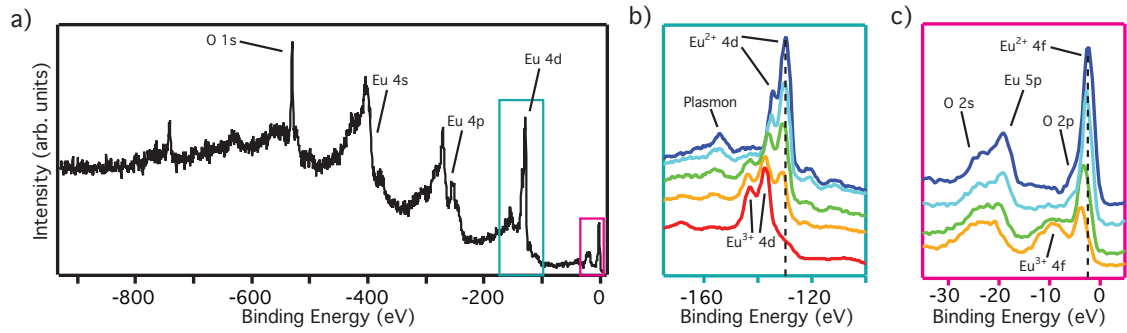 a)
O 1s
Eu 4s
Eu 4p
Eu 4d
Intensity (arb. units)
-800
-600
-400
-200
0
Binding Energy (eV)
b)
Eu²⁺ 4d
Plasmon
Eu³⁺ 4d
-160
-120
Binding Energy (eV)
c)
Eu²⁺ 4f
Eu 5p
O 2s
O 2p
Eu³⁺ 4f
-30
-20
-10
0
Binding Energy (eV)